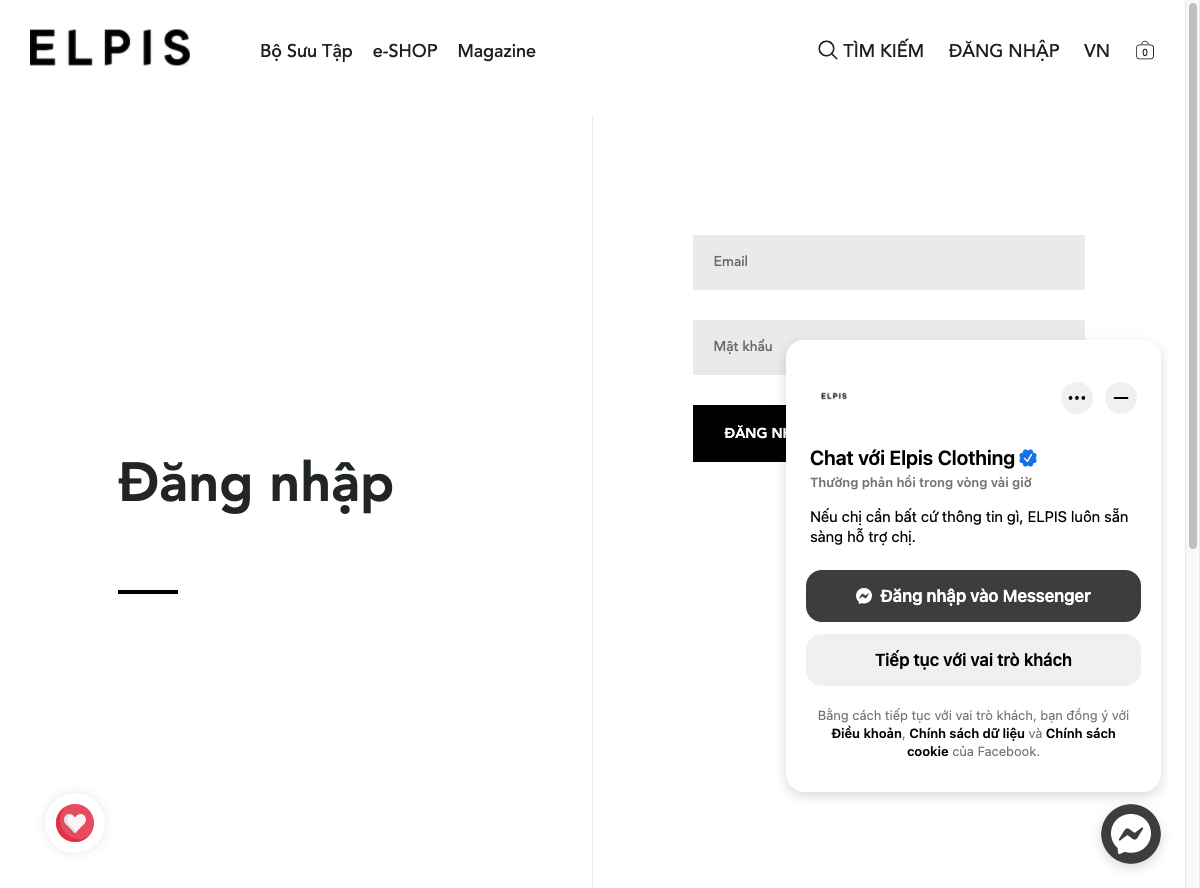 ELPIS
Bộ Sưu Tập
e-SHOP
Magazine
TÌM KIẾM
ĐĂNG NHẬP
VN
0
Đăng nhập
Email
Mật khẩu
ĐĂNG NH
ELPIS
Chat với Elpis Clothing
Thường phản hồi trong vòng vài giờ
Nếu chị cần bất cứ thông tin gì, ELPIS luôn sẵn
sàng hỗ trợ chị.
Đăng nhập vào Messenger
Tiếp tục với vai trò khách
Bằng cách tiếp tục với vai trò khách, bạn đồng ý với
Điều khoản, Chính sách dữ liệu và Chính sách
cookie của Facebook.